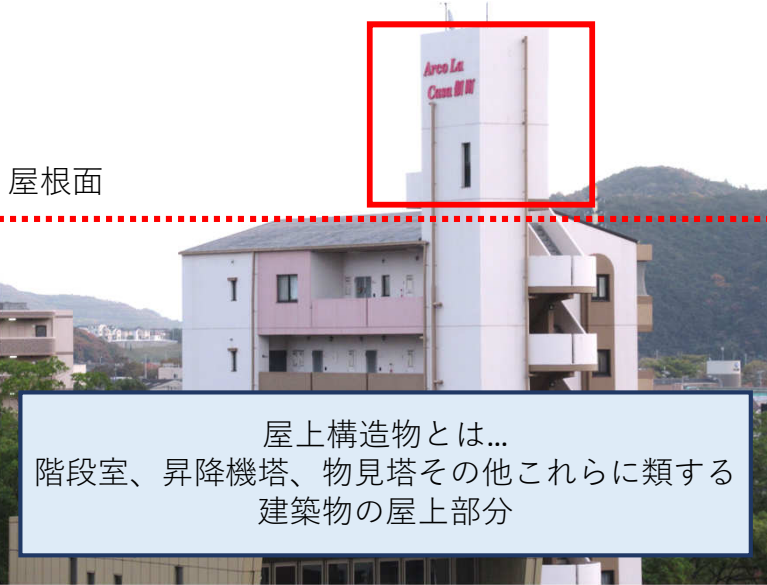 Arco La
Casa 新町
屋根面
屋上構造物とは…
階段室、昇降機塔、物見塔その他これらに類する
建築物の屋上部分